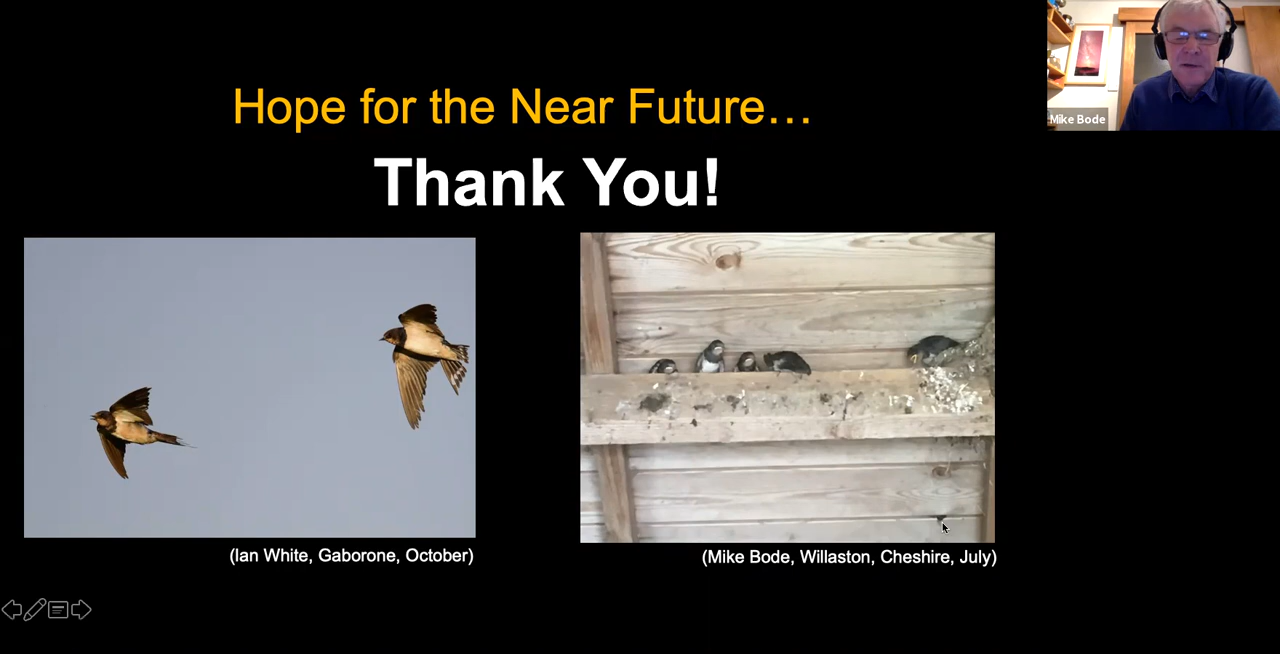 Hope for the Near Future…
Thank You!
Mike Bode
(Ian White, Gaborone, October)
(Mike Bode, Willaston, Cheshire, July)